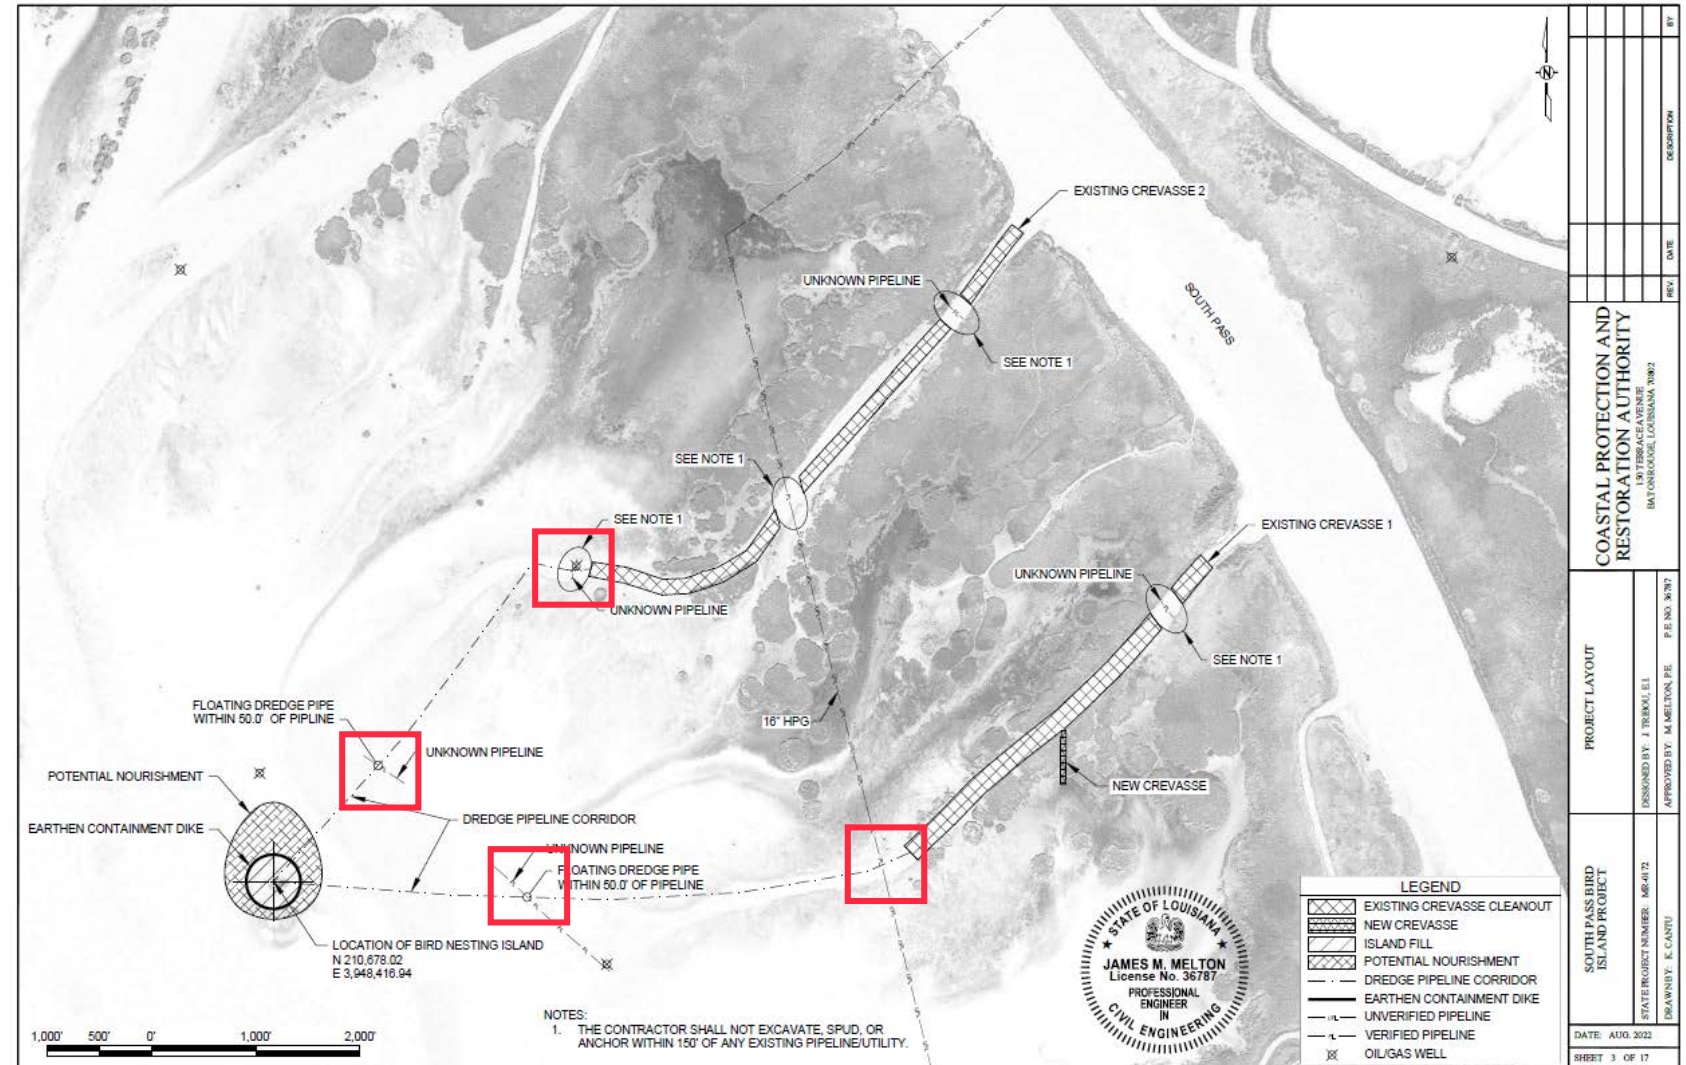 EXISTING CREVASSE 2
UNKNOWN PIPELINE
SOUTH PASS
SEE NOTE 1
SEE NOTE 1
SEE NOTE 1
EXISTING CREVASSE 1
UNKNOWN PIPELINE
UNKNOWN PIPELINE
SEE NOTE 1
FLOATING DREDGE PIPE
WITHIN 50.0' OF PIPLINE
16" HPG
UNKNOWN PIPELINE
POTENTIAL NOURISHMENT
NEW CREVASSE
EARTHEN CONTAINMENT DIKE
DREDGE PIPELINE CORRIDOR
UNKNOWN PIPELINE
FLOATING DREDGE PIPE
WITHIN 50.0' OF PIPELINE
LOCATION OF BIRD NESTING ISLAND
N 210,678.02
E 3,948,416.94
NOTES:
1. THE CONTRACTOR SHALL NOT EXCAVATE, SPUD, OR
ANCHOR WITHIN 150' OF ANY EXISTING PIPELINE/UTILITY.
1,000' 500' 0' 1,000' 2,000'
STATE OF LOUISIANA
JAMES M. MELTON
License No. 36787
PROFESSIONAL
ENGINEER
IN
CIVIL ENGINEERING
LEGEND
EXISTING CREVASSE CLEANOUT
NEW CREVASSE
ISLAND FILL
POTENTIAL NOURISHMENT
DREDGE PIPELINE CORRIDOR
EARTHEN CONTAINMENT DIKE
UNVERIFIED PIPELINE
VERIFIED PIPELINE
OIL/GAS WELL
N
REV. DATE DESCRIPTION BY
COASTAL PROTECTION AND
RESTORATION AUTHORITY
150 TERRACE AVENUE
BATON ROUGE, LOUISIANA 70802
PROJECT LAYOUT
DESIGNED BY: J. TRIBOU, E.I.
APPROVED BY: M. MELTON, P.E. P.E. NO. 36787
SOUTH PASS BIRD
ISLAND PROJECT
STATE PROJECT NUMBER: MR-0172
DRAWN BY: K. CANTU
DATE: AUG. 2022
SHEET 3 OF 17